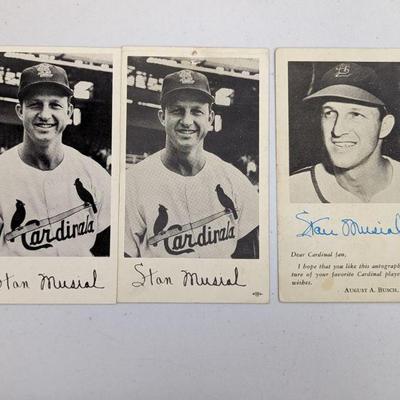 Cardinals
Stan Musial
Cardinals
Stan Musial
Stan Musial
Dear Cardinal fan,
I hope that you like this autograph
ture of your favorite Cardinal player
wishes.
AUGUST A. BUSCH,